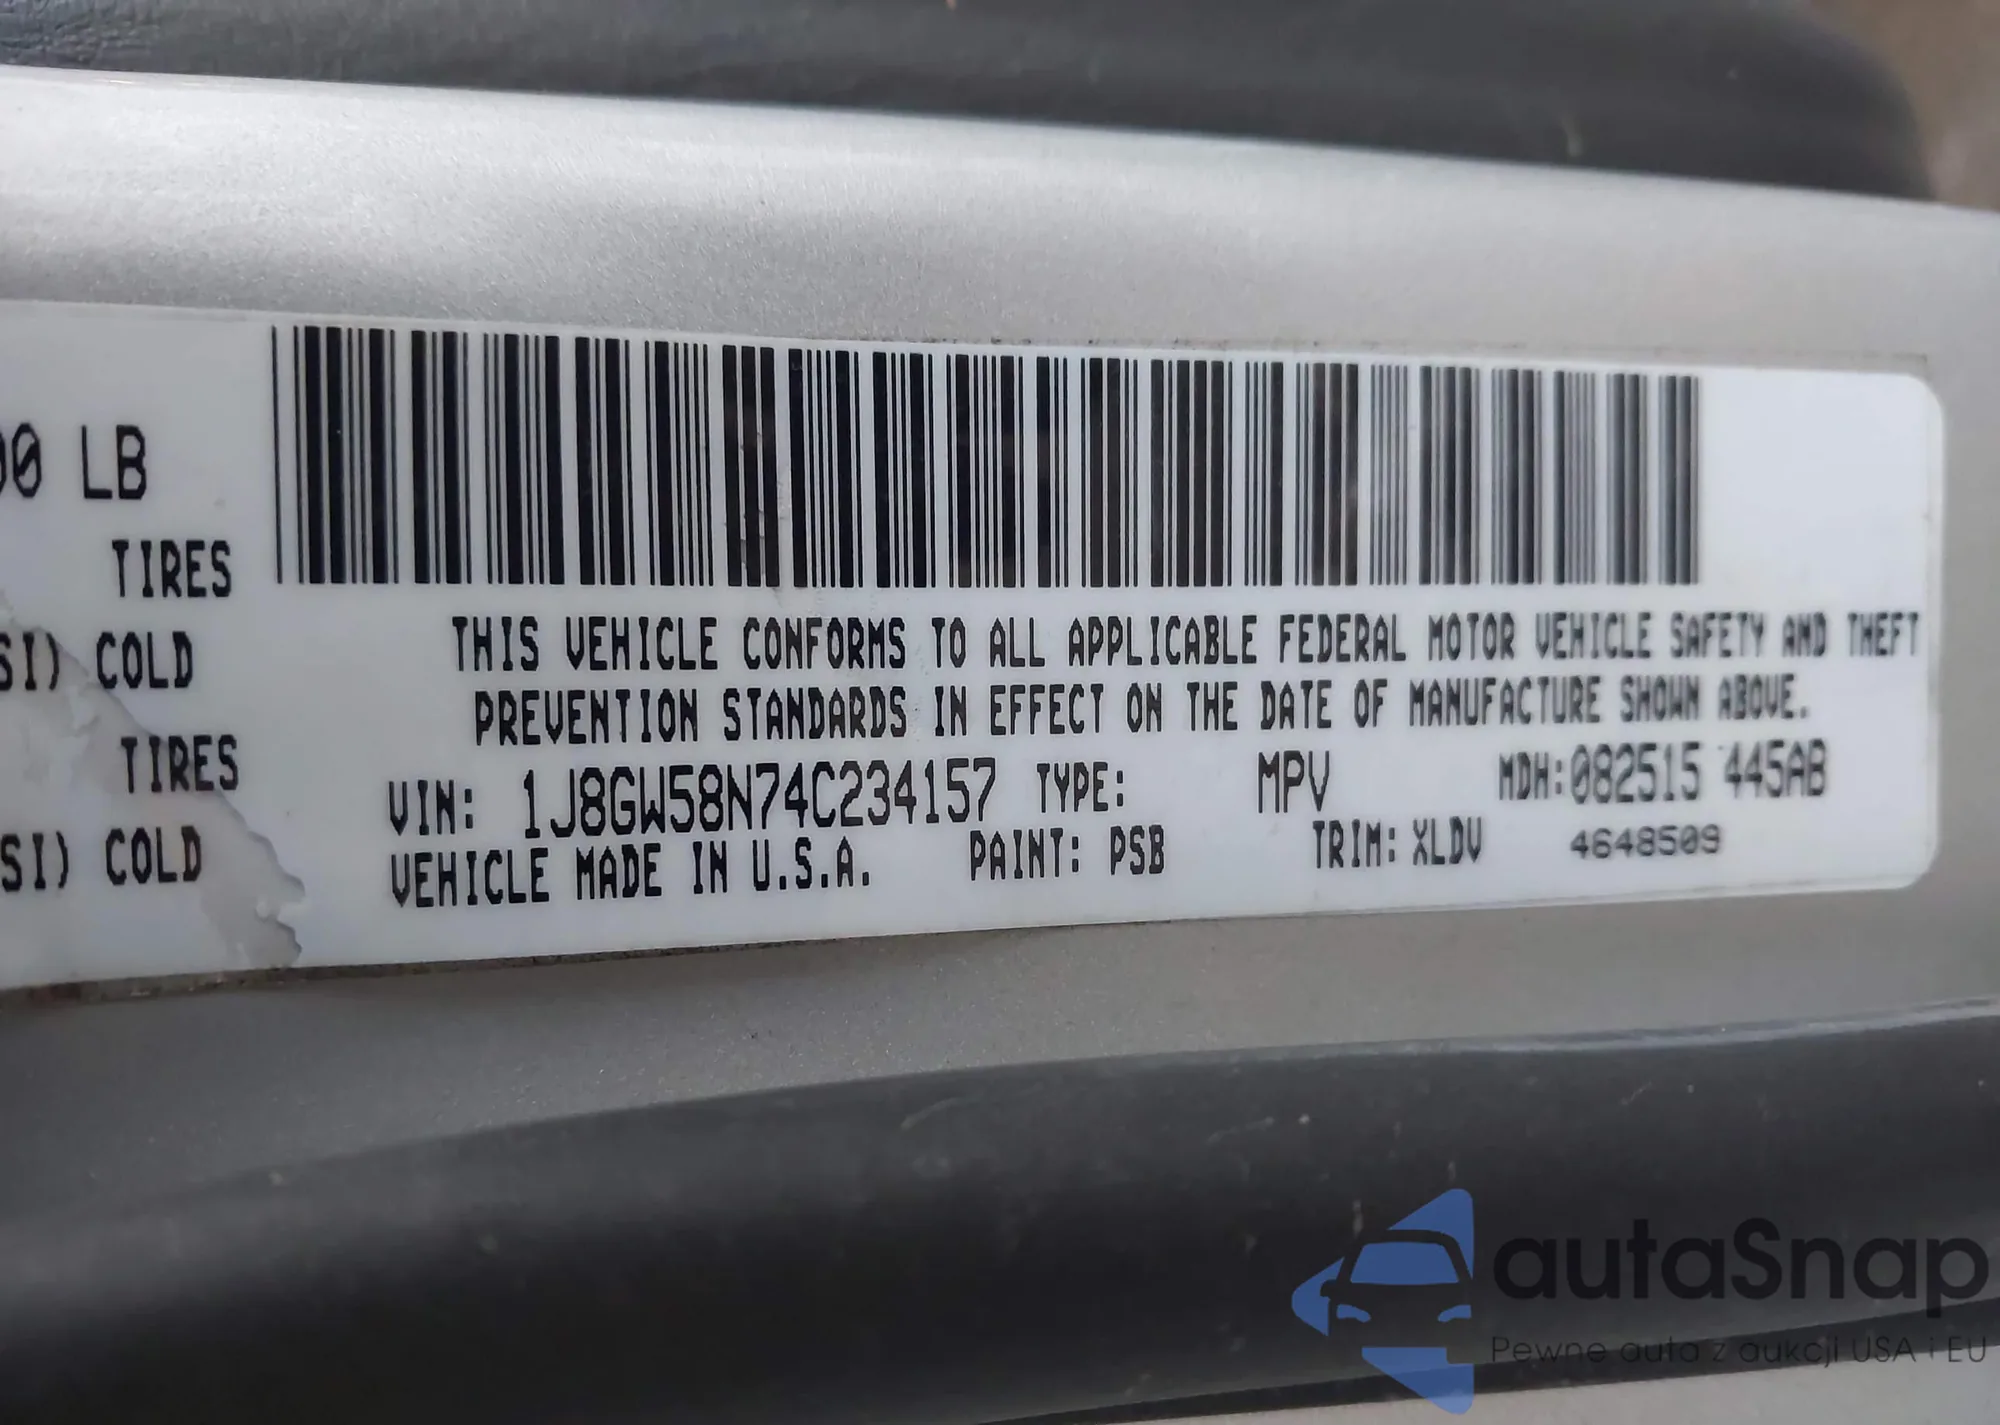 00 LB
TIRES
SI) COLD
TIRES
SI) COLD
THIS VEHICLE CONFORMS TO ALL APPLICABLE FEDERAL MOTOR VEHICLE SAFETY AND THEFT
PREVENTION STANDARDS IN EFFECT ON THE DATE OF MANUFACTURE SHOWN ABOVE.
VIN: 1J8GW58N74C234157 TYPE: MPV MDH:082515 445AB
VEHICLE MADE IN U.S.A. PAINT: PSB TRIM: XLDV 4648509
autaSnap
Pewne auta z aukcji USA i EU